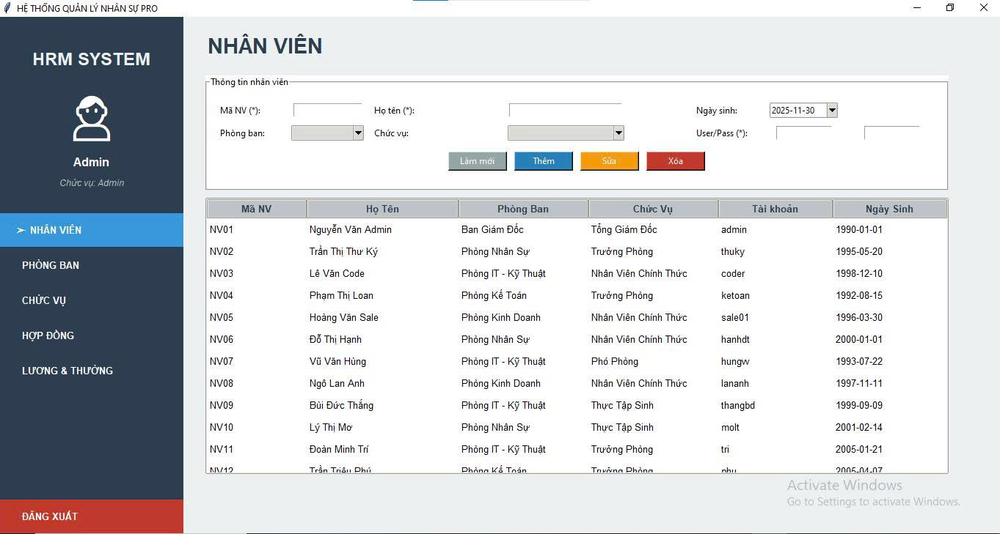 HỆ THỐNG QUẢN LÝ NHÂN SỰ PRO
HRM SYSTEM
Admin
Chức vụ: Admin
➢ NHÂN VIÊN
PHÒNG BAN
CHỨC VỤ
HỢP ĐỒNG
LƯƠNG & THƯỞNG
ĐĂNG XUẤT
NHÂN VIÊN
Thông tin nhân viên
Mã NV (*): Họ tên (*): Ngày sinh: 2025-11-30
Phòng ban: Chức vụ: User/Pass (*):
Làm mới Thêm Sửa Xóa
Mã NV Họ Tên Phòng Ban Chức Vụ Tài khoản Ngày Sinh
NV01 Nguyễn Văn Admin Ban Giám Đốc Tổng Giám Đốc admin 1990-01-01
NV02 Trần Thị Thư Ký Phòng Nhân Sự Trưởng Phòng thuky 1995-05-20
NV03 Lê Văn Code Phòng IT - Kỹ Thuật Nhân Viên Chính Thức coder 1998-12-10
NV04 Phạm Thị Loan Phòng Kế Toán Trưởng Phòng ketoan 1992-08-15
NV05 Hoàng Văn Sale Phòng Kinh Doanh Nhân Viên Chính Thức sale01 1996-03-30
NV06 Đỗ Thị Hạnh Phòng Nhân Sự Nhân Viên Chính Thức hanhdt 2000-01-01
NV07 Vũ Văn Hùng Phòng IT - Kỹ Thuật Phó Phòng hungvv 1993-07-22
NV08 Ngô Lan Anh Phòng Kinh Doanh Nhân Viên Chính Thức lananh 1997-11-11
NV09 Bùi Đức Thắng Phòng IT - Kỹ Thuật Thực Tập Sinh thangbd 1999-09-09
NV10 Lý Thị Mơ Phòng Nhân Sự Thực Tập Sinh molt 2001-02-14
NV11 Đoàn Minh Trí Phòng IT - Kỹ Thuật Trưởng Phòng tri 2005-01-21
NV12 Trần Triệu Phú Phòng Kế Toán Trưởng Phòng phu 2005-04-07
Activate Windows
Go to Settings to activate Windows.